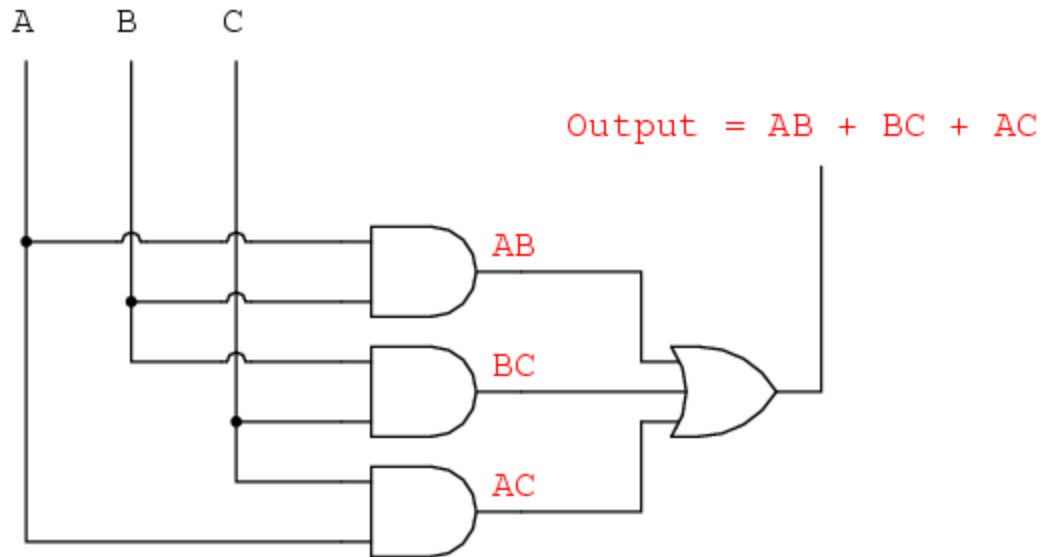 A B C
Output = AB + BC + AC
AB
BC
AC